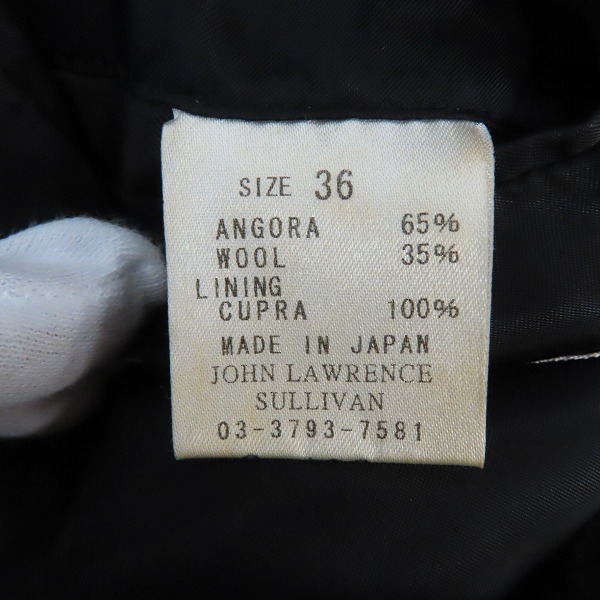 SIZE 36
ANGORA 65%
WOOL 35%
LINING
CUPRA 100%
MADE IN JAPAN
JOHN LAWRENCE
SULLIVAN
03-3793-7581